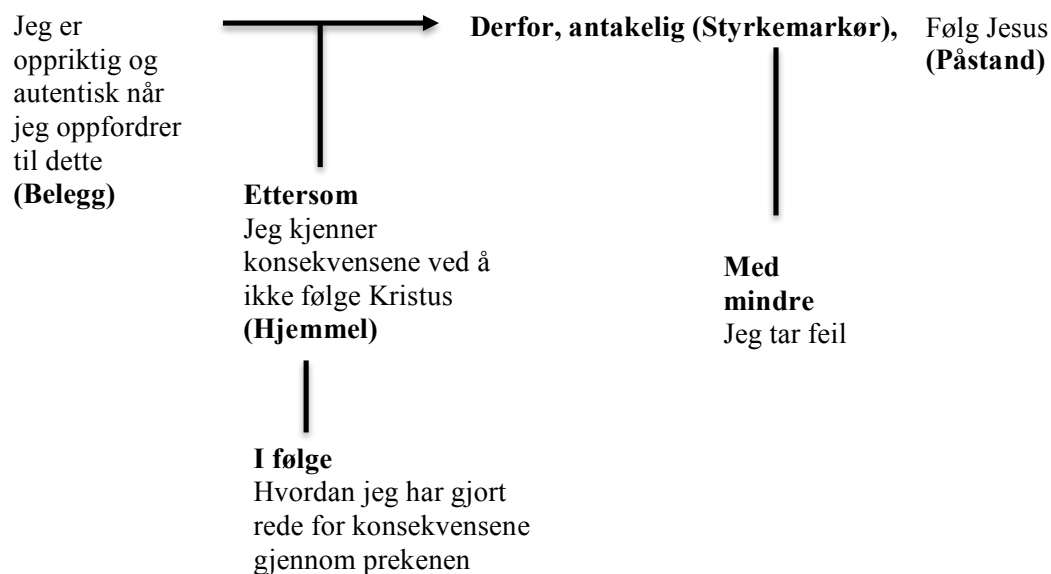 Jeg er
oppriktig og
autentisk når
jeg oppfordrer
til dette
(Belegg)
Derfor, antakelig (Styrkemarkør),
Følg Jesus
(Påstand)
Ettersom
Jeg kjenner
konsekvensene ved å
ikke følge Kristus
(Hjemmel)
Med
mindre
Jeg tar feil
I følge
Hvordan jeg har gjort
rede for konsekvensene
gjennom prekenen